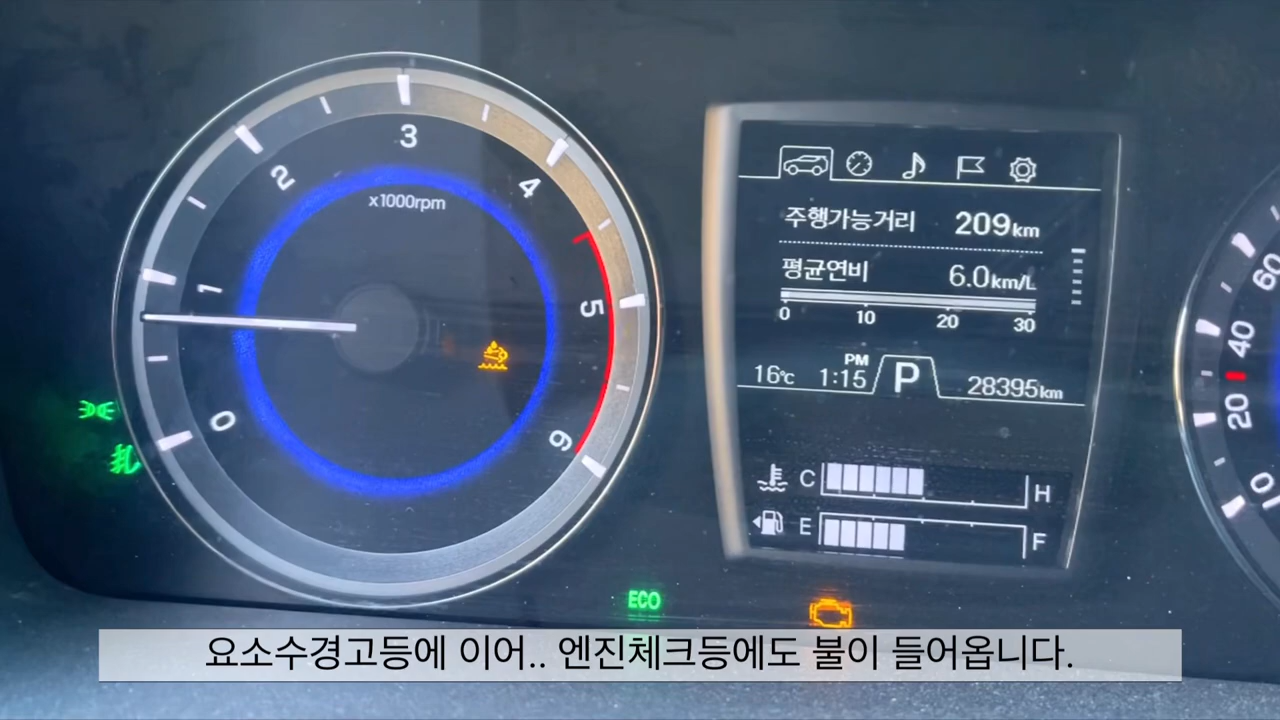 3
2
4
x1000rpm
1
5
0
6
주행가능거리 209km
평균연비 6.0km/L
0 10 20 30
16℃ PM 1:15 P 28395km
C H
E F
60
40
20
0
ECO
요소수경고등에 이어.. 엔진체크등에도 불이 들어옵니다.